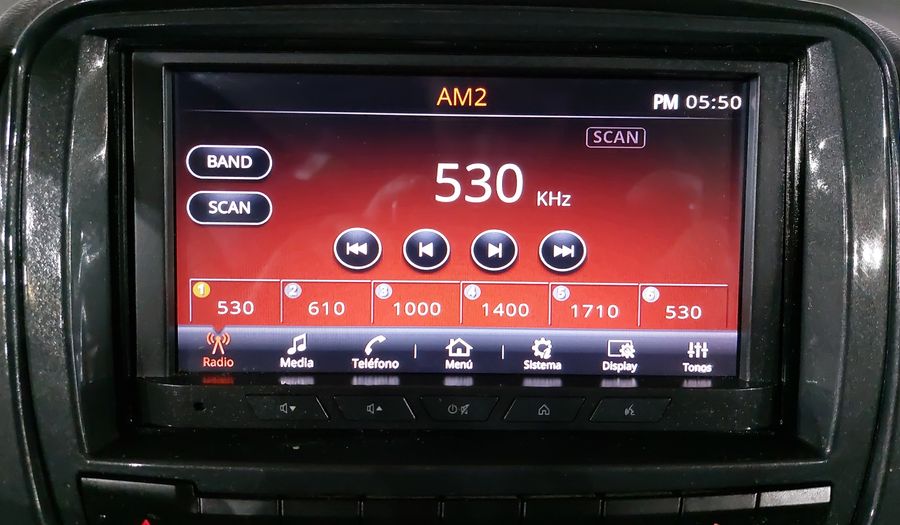 AM2
PM 05:50
SCAN
BAND
530 KHz
SCAN
1 530
2 610
3 1000
4 1400
5 1710
6 530
Radio
Media
Teléfono
Menú
Sistema
Display
Tonos